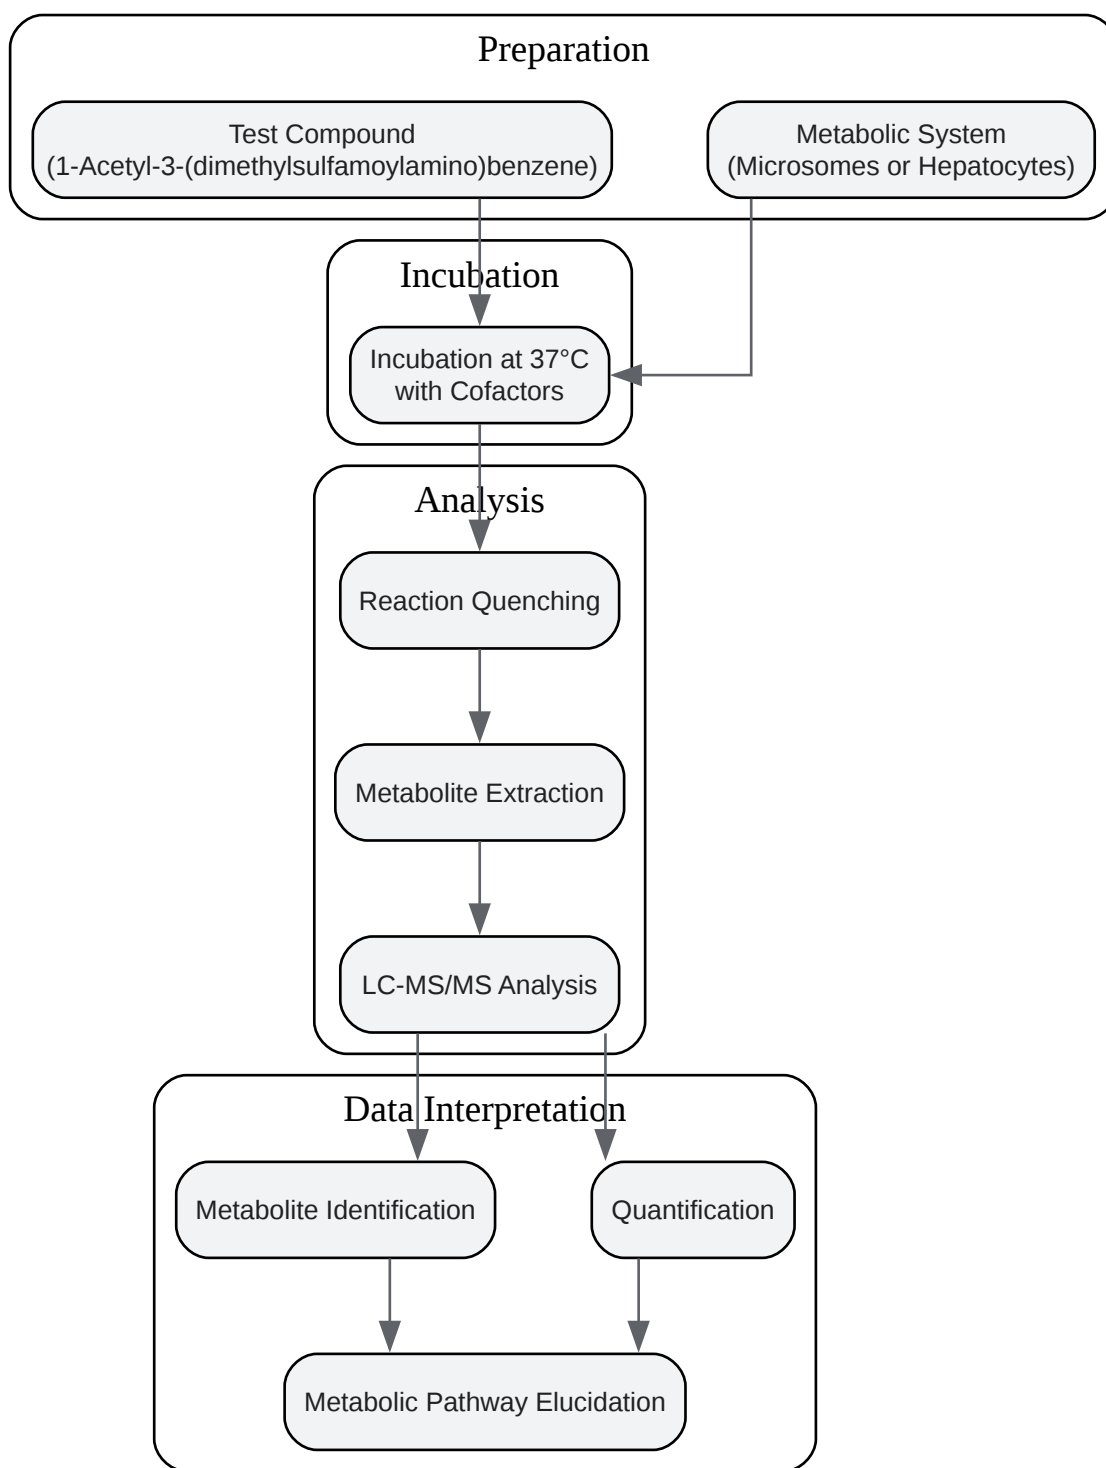 Preparation
Test Compound
(1-Acetyl-3-(dimethylsulfamoylamino)benzene)
Metabolic System
(Microsomes or Hepatocytes)
Incubation
Incubation at 37°C
with Cofactors
Analysis
Reaction Quenching
Metabolite Extraction
LC-MS/MS Analysis
Data Interpretation
Metabolite Identification
Quantification
Metabolic Pathway Elucidation